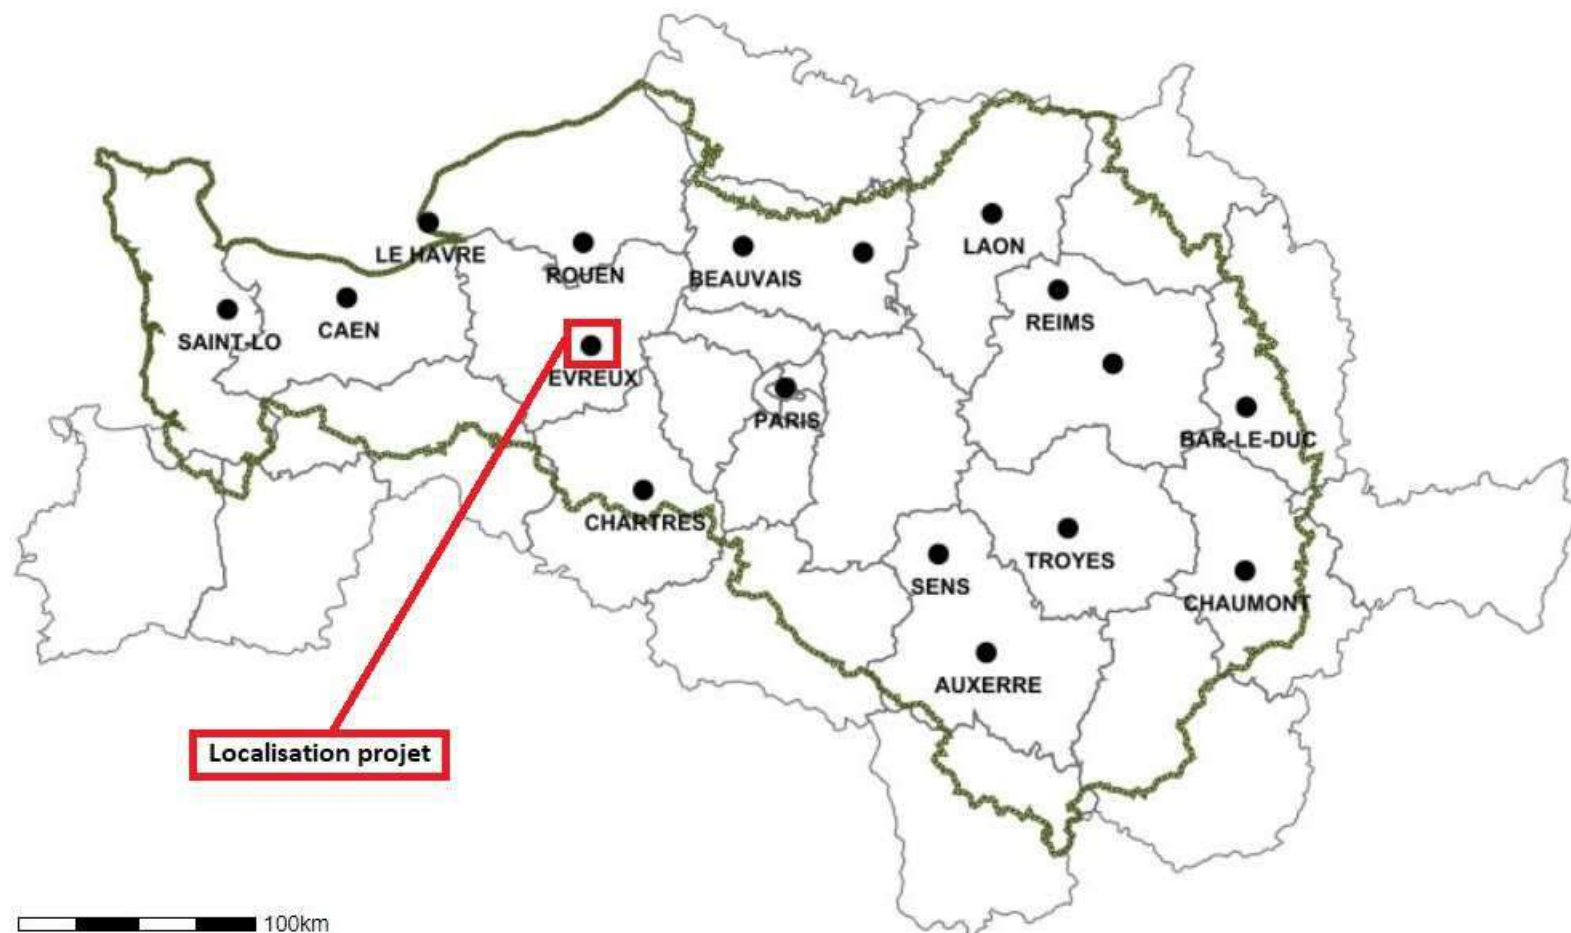 LE HAVRE
ROUEN
BEAUVAIS
LAON
SAINT-LO
CAEN
REIMS
EVREUX
PARIS
BAR-LE-DUC
CHARTRES
SENS
TROYES
CHAUMONT
AUXERRE
Localisation projet
100km